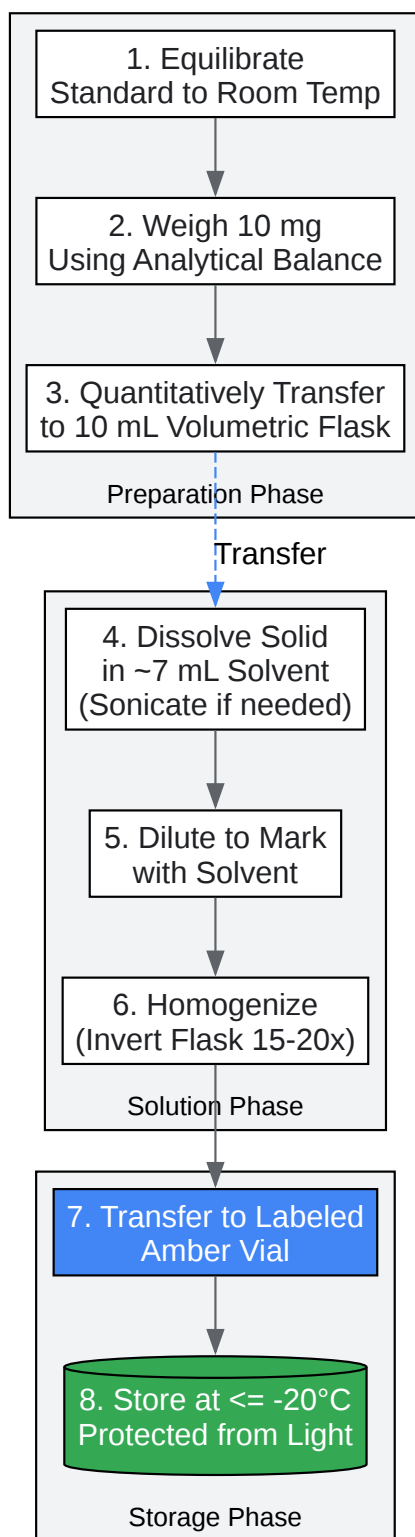 1. Equilibrate
Standard to Room Temp
2. Weigh 10 mg
Using Analytical Balance
3. Quantitatively Transfer
to 10 mL Volumetric Flask
Preparation Phase
Transfer
4. Dissolve Solid
in ~7 mL Solvent
(Sonicate if needed)
5. Dilute to Mark
with Solvent
6. Homogenize
(Invert Flask 15-20x)
Solution Phase
7. Transfer to Labeled
Amber Vial
8. Store at <= -20°C
Protected from Light
Storage Phase